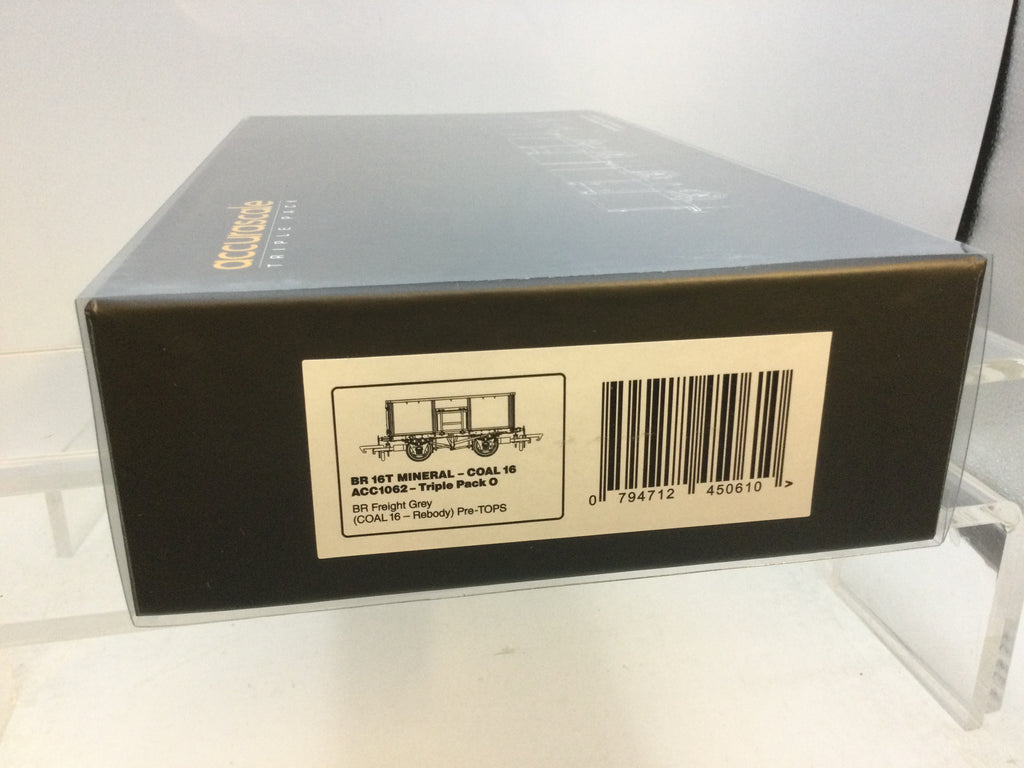 accurascale
TRIPLE PACK
BR 16T MINERAL – COAL 16
ACC1062 – Triple Pack O
BR Freight Grey
(COAL 16 – Rebody) Pre-TOPS
0 794712 450610 >